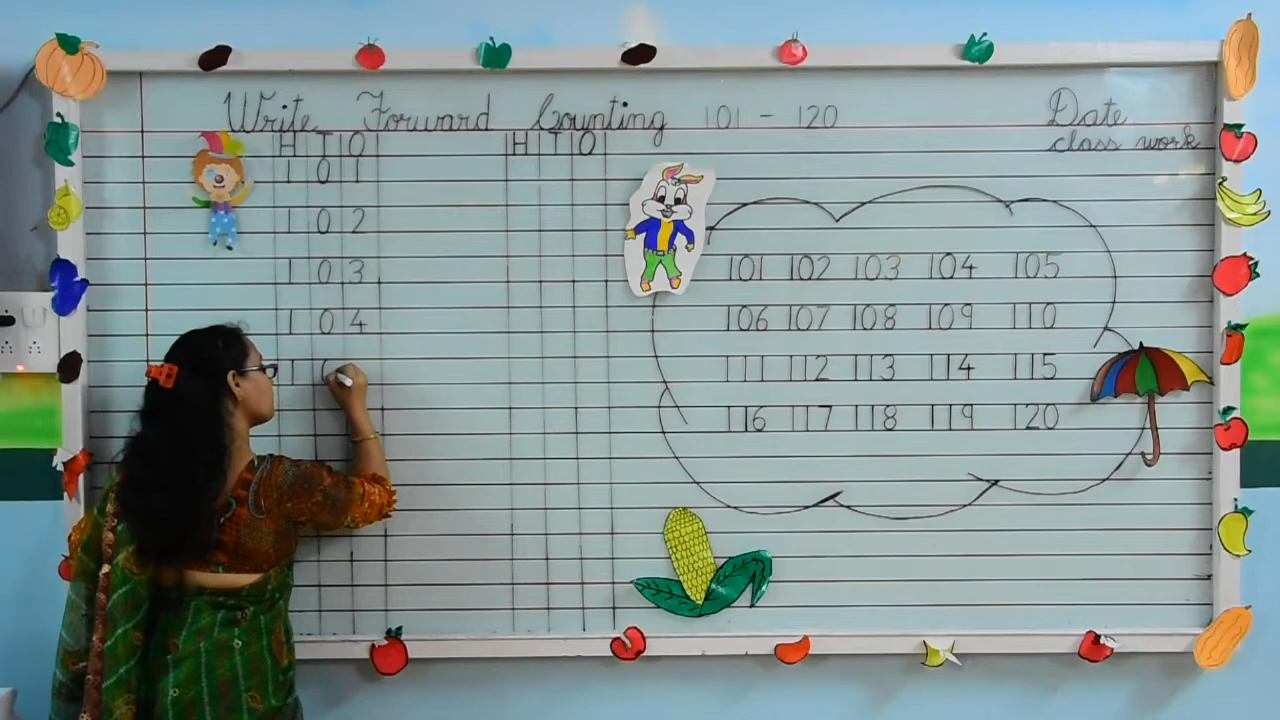 Write Forward Counting 101 - 120
Date
class work
H T O
H T O
1 0 1
1 0 2
1 0 3
1 0 4
1 0
101 102 103 104 105
106 107 108 109 110
111 112 113 114 115
116 117 118 119 120